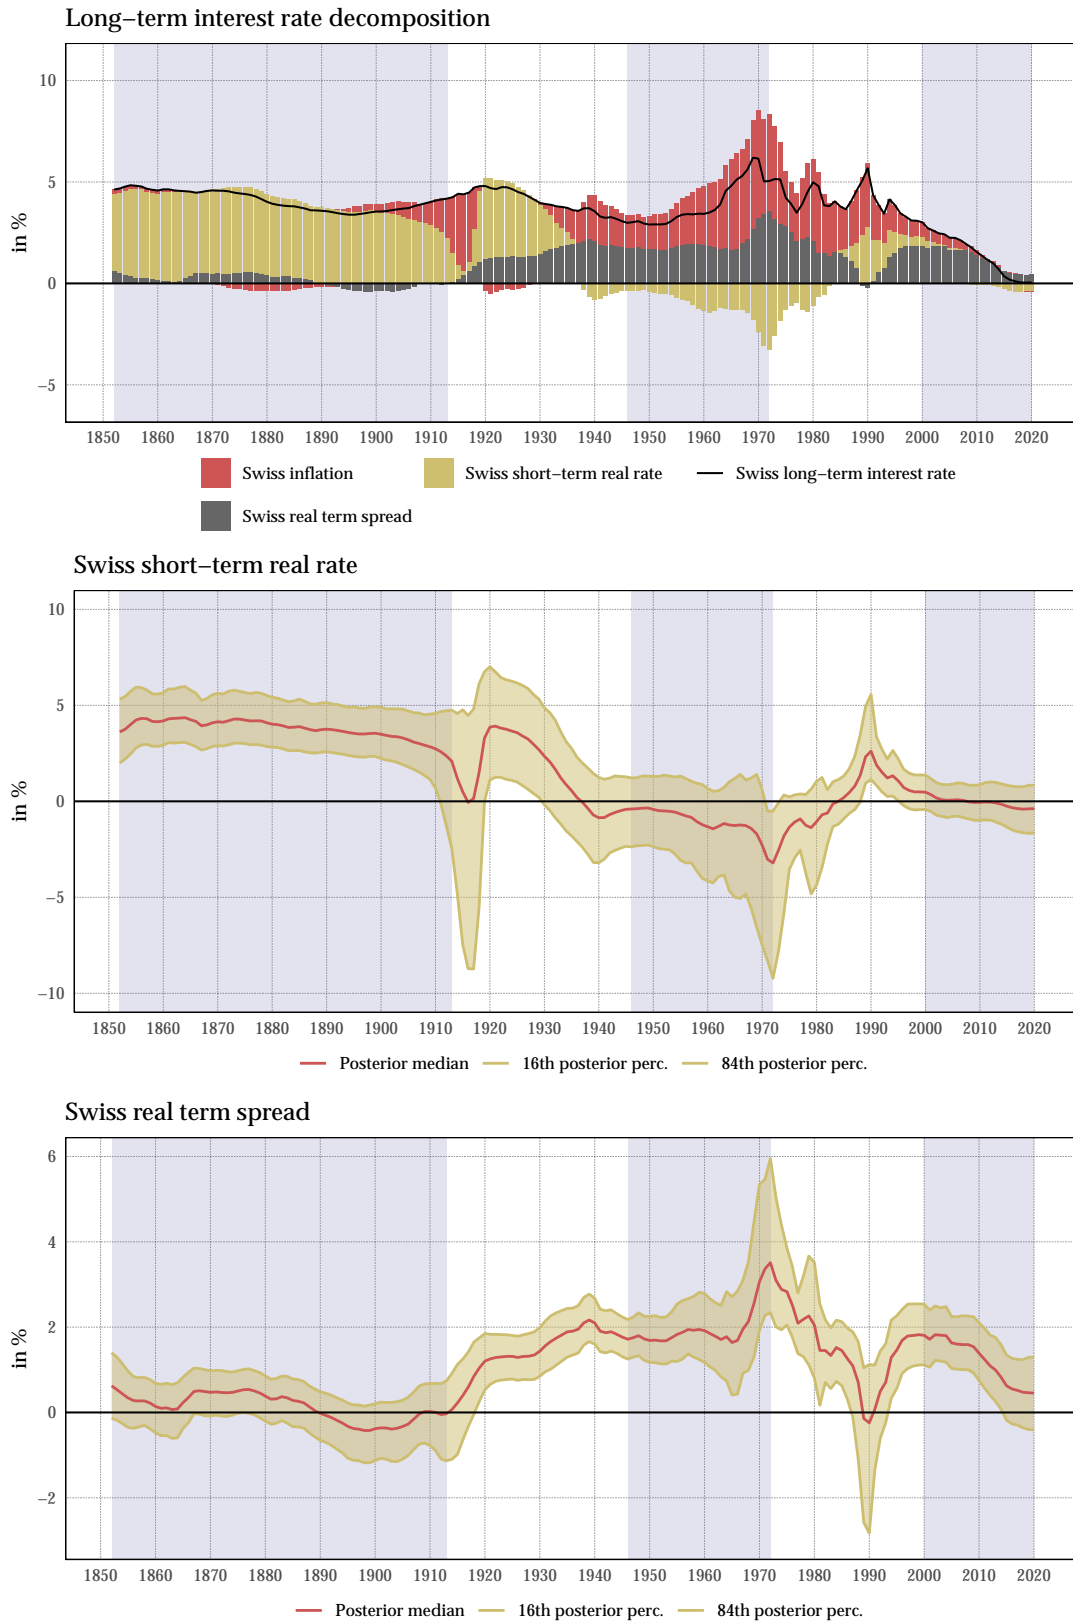 Long−term interest rate decomposition
in %
10
5
0
−5
1850 1860 1870 1880 1890 1900 1910 1920 1930 1940 1950 1960 1970 1980 1990 2000 2010 2020
Swiss inflation Swiss short−term real rate Swiss long−term interest rate
Swiss real term spread
Swiss short−term real rate
in %
10
5
0
−5
−10
1850 1860 1870 1880 1890 1900 1910 1920 1930 1940 1950 1960 1970 1980 1990 2000 2010 2020
Posterior median 16th posterior perc. 84th posterior perc.
Swiss real term spread
in %
6
4
2
0
−2
1850 1860 1870 1880 1890 1900 1910 1920 1930 1940 1950 1960 1970 1980 1990 2000 2010 2020
Posterior median 16th posterior perc. 84th posterior perc.